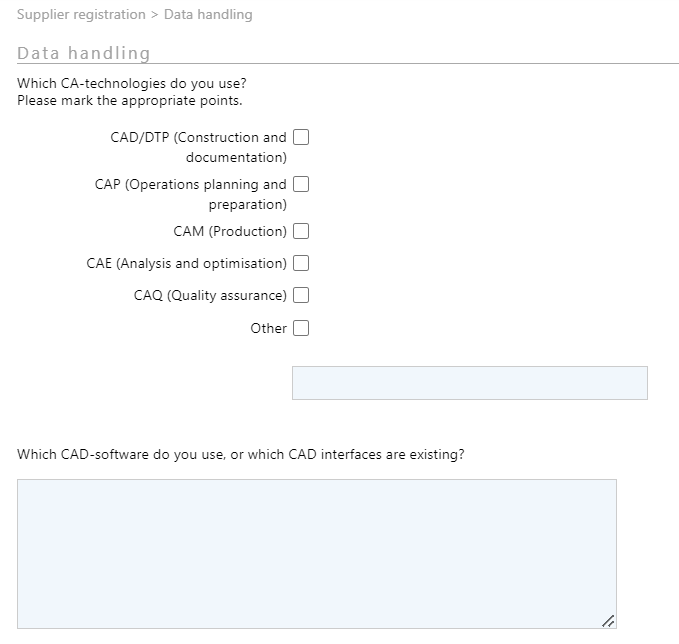 Supplier registration > Data handling
Data handling
Which CA-technologies do you use?
Please mark the appropriate points.
CAD/DTP (Construction and
documentation)
CAP (Operations planning and
preparation)
CAM (Production)
CAE (Analysis and optimisation)
CAQ (Quality assurance)
Other
Which CAD-software do you use, or which CAD interfaces are existing?